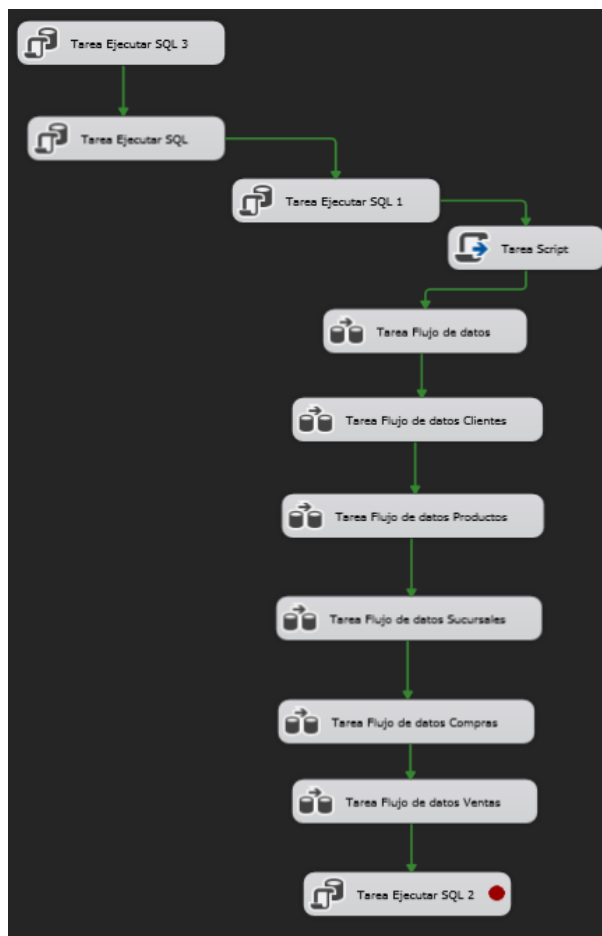 Tarea Ejecutar SQL 3
Tarea Ejecutar SQL
Tarea Ejecutar SQL 1
Tarea Script
Tarea Flujo de datos
Tarea Flujo de datos Clientes
Tarea Flujo de datos Productos
Tarea Flujo de datos Sucursales
Tarea Flujo de datos Compras
Tarea Flujo de datos Ventas
Tarea Ejecutar SQL 2